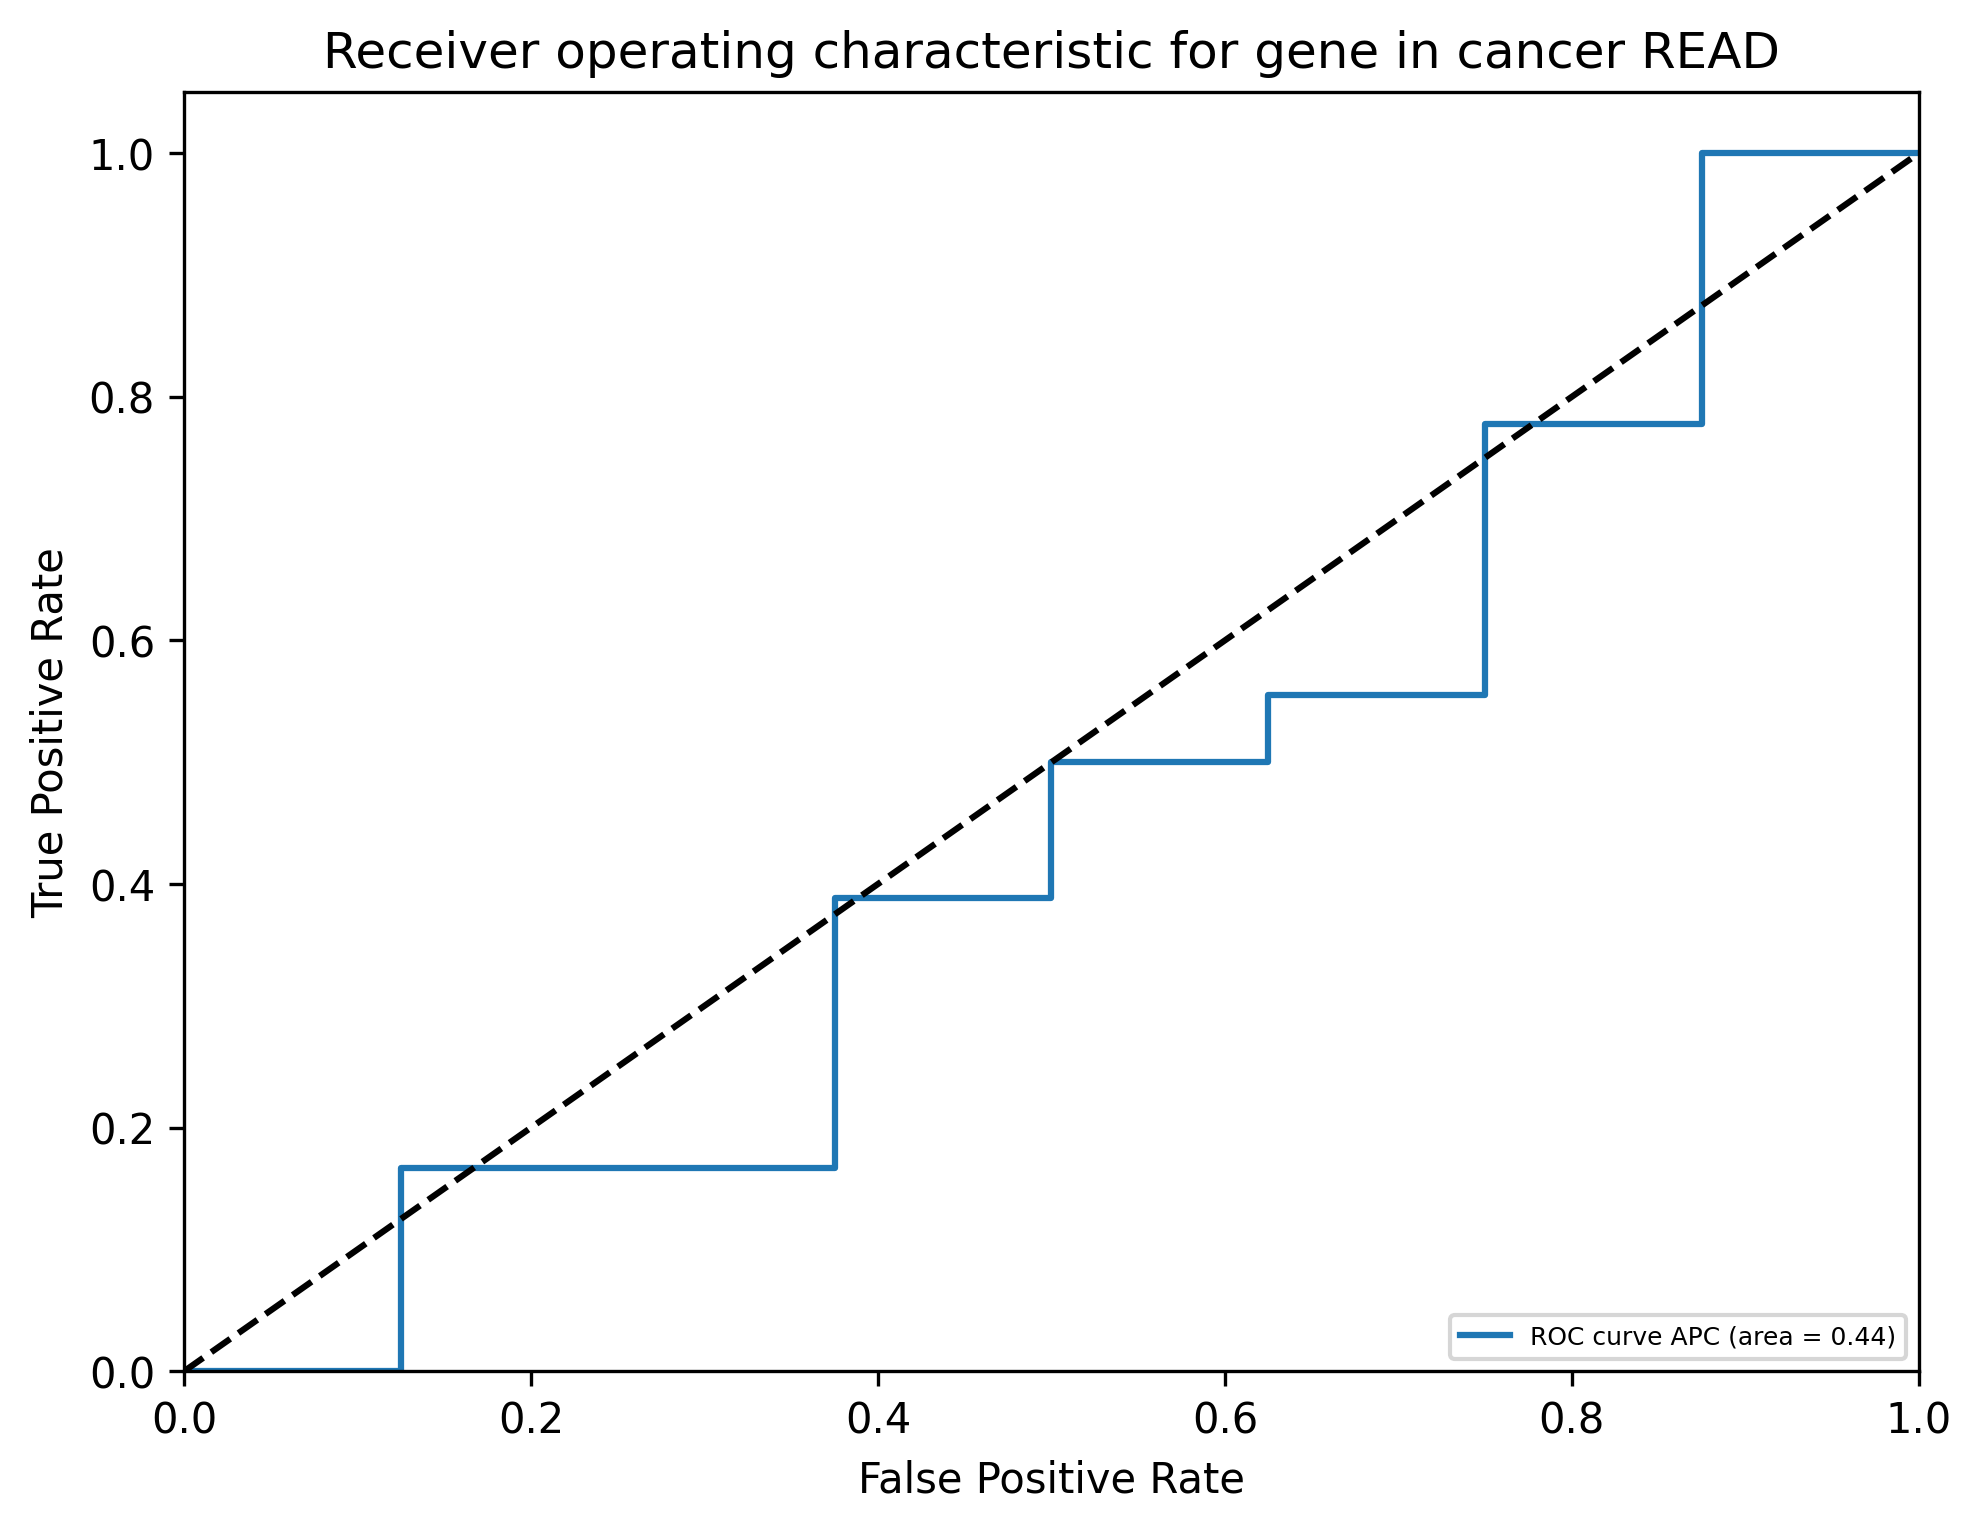 Receiver operating characteristic for gene in cancer READ
1.0
0.8
0.6
0.4
0.2
0.0
True Positive Rate
0.0 0.2 0.4 0.6 0.8 1.0
False Positive Rate
ROC curve APC (area = 0.44)